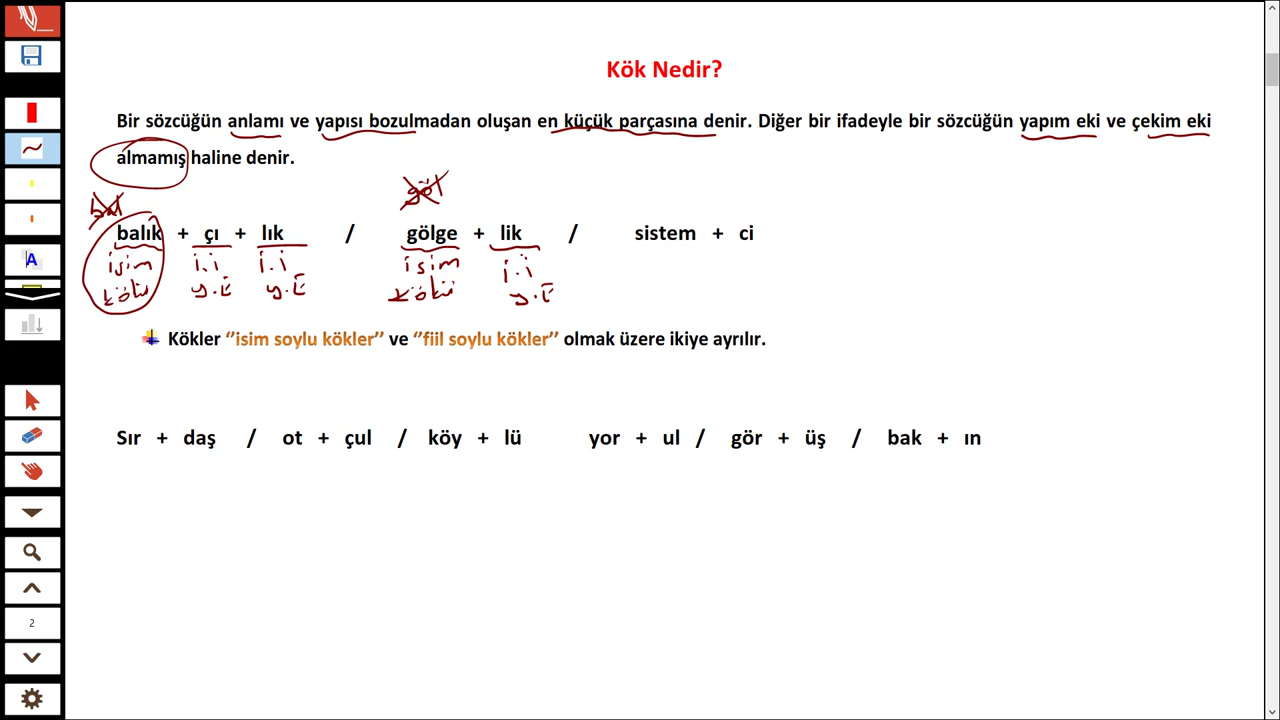 Kök Nedir?
Bir sözcüğün anlamı ve yapısı bozulmadan oluşan en küçük parçasına denir. Diğer bir ifadeyle bir sözcüğün yapım eki ve çekim eki
almamış haline denir.
bal göl
balık + çı + lık / gölge + lik / sistem + ci
isim i.i i.i isim i.i
kökü y.E y.E kökü y.E
Kökler ‘‘isim soylu kökler’’ ve ‘‘fiil soylu kökler’’ olmak üzere ikiye ayrılır.
Sır + daş / ot + çul / köy + lü yor + ul / gör + üş / bak + ın
A
2